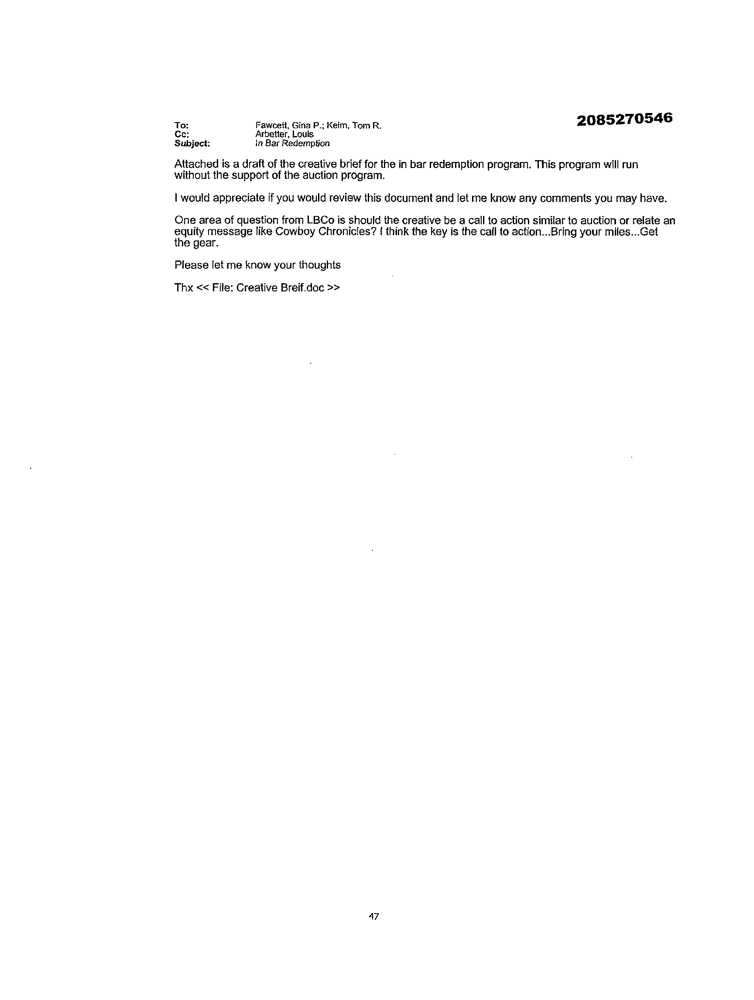 2085270546
To: Fawcett, Gina P.; Keim, Tom R.
Cc: Arbetter, Louis
Subject: In Bar Redemption
Attached is a draft of the creative brief for the in bar redemption program. This program will run
without the support of the auction program.
I would appreciate if you would review this document and let me know any comments you may have.
One area of question from LBCo is should the creative be a call to action similar to auction or relate an
equity message like Cowboy Chronicles? I think the key is the call to action...Bring your miles...Get
the gear.
Please let me know your thoughts
Thx << File: Creative Breif.doc >>
47